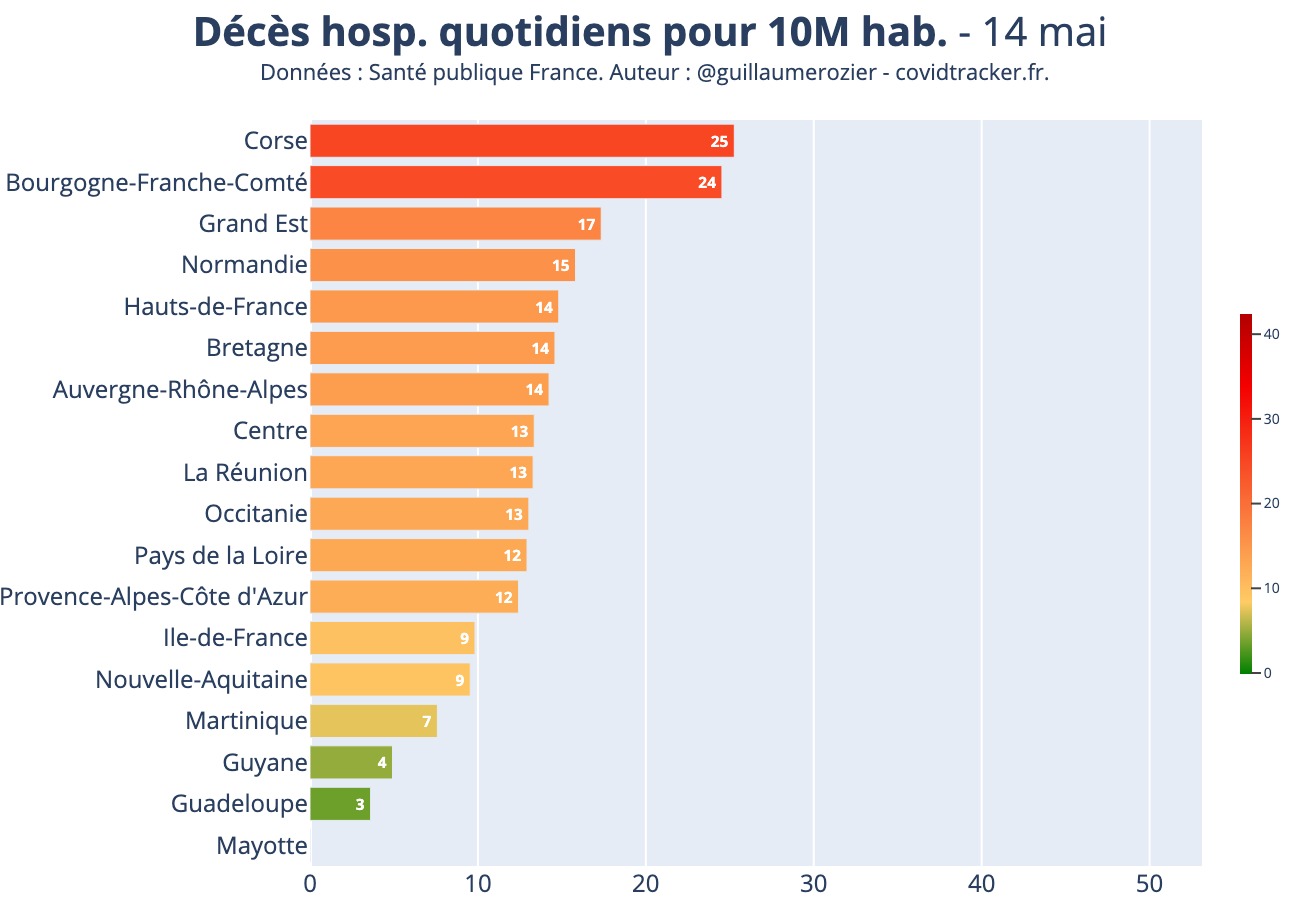 Décès hosp. quotidiens pour 10M hab. - 14 mai
Données : Santé publique France. Auteur : @guillaumerozier - covidtracker.fr.
Corse 25
Bourgogne-Franche-Comté 24
Grand Est 17
Normandie 15
Hauts-de-France 14
Bretagne 14
Auvergne-Rhône-Alpes 14
Centre 13
La Réunion 13
Occitanie 13
Pays de la Loire 12
Provence-Alpes-Côte d'Azur 12
Ile-de-France 9
Nouvelle-Aquitaine 9
Martinique 7
Guyane 4
Guadeloupe 3
Mayotte
0 10 20 30 40 50
40
30
20
10
0